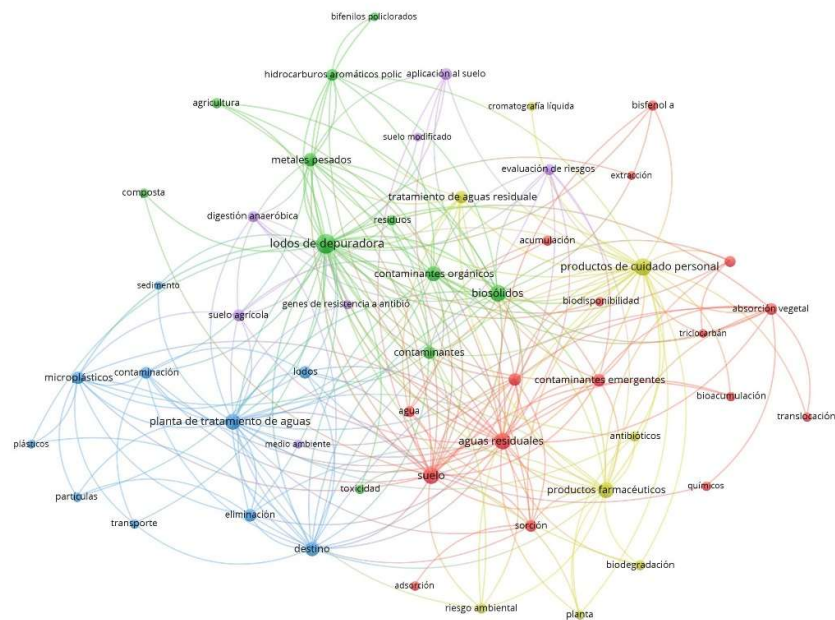 bifenilos policlorados
hidrocarburos aromáticos polic
aplicación al suelo
agricultura
cromatografía líquida
bisfenol a
suelo modificado
metales pesados
evaluación de riesgos
extracción
composta
tratamiento de aguas residuale
digestión anaeróbica
residuos
lodos de depuradora
acumulación
contaminantes orgánicos
productos de cuidado personal
sedimento
biosólidos
genes de resistencia a antibió
biodisponibilidad
absorción vegetal
suelo agrícola
triclocarbán
contaminantes
microplásticos
contaminación
lodos
contaminantes emergentes
bioacumulación
agua
translocación
planta de tratamiento de aguas
plásticos
medio ambiente
aguas residuales
antibióticos
suelo
toxicidad
productos farmacéuticos
químicos
partículas
transporte
eliminación
sorción
destino
biodegradación
adsorción
riesgo ambiental
planta